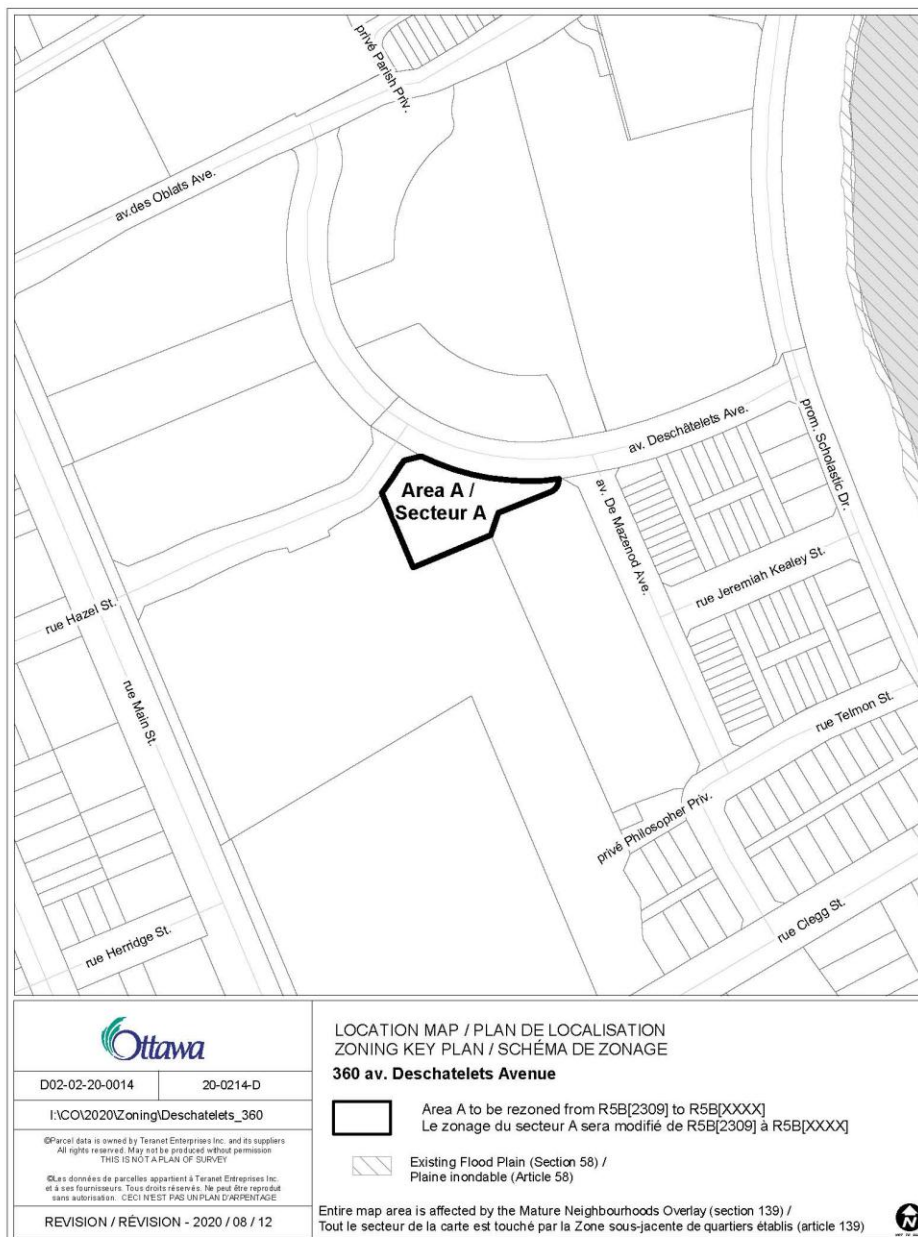 privé Parish Priv.
av.des Oblats Ave.
av. Deschâtelets Ave.
prom. Scholastic Dr.
Area A /
Secteur A
av. De Mazenod Ave.
rue Jeremiah Kealey St.
rue Hazel St.
rue Main St.
rue Telmon St.
privé Philosopher Priv.
rue Clegg St.
rue Herridge St.
Ottawa
D02-02-20-0014
20-0214-D
I:\CO\2020\Zoning\Deschatelets_360
©Parcel data is owned by Teranet Enterprises Inc. and its suppliers
All rights reserved. May not be produced without permission
THIS IS NOT A PLAN OF SURVEY
©Les données de parcelles appartient à Teranet Entreprises Inc.
et à ses fournisseurs. Tous droits réservés. Ne peut être reproduit
sans autorisation. CECI N'EST PAS UN PLAN D'ARPENTAGE
REVISION / RÉVISION - 2020 / 08 / 12
LOCATION MAP / PLAN DE LOCALISATION
ZONING KEY PLAN / SCHÉMA DE ZONAGE
360 av. Deschatelets Avenue
Area A to be rezoned from R5B[2309] to R5B[XXXX]
Le zonage du secteur A sera modifié de R5B[2309] à R5B[XXXX]
Existing Flood Plain (Section 58) /
Plaine inondable (Article 58)
Entire map area is affected by the Mature Neighbourhoods Overlay (section 139) /
Tout le secteur de la carte est touché par la Zone sous-jacente de quartiers établis (article 139)
N